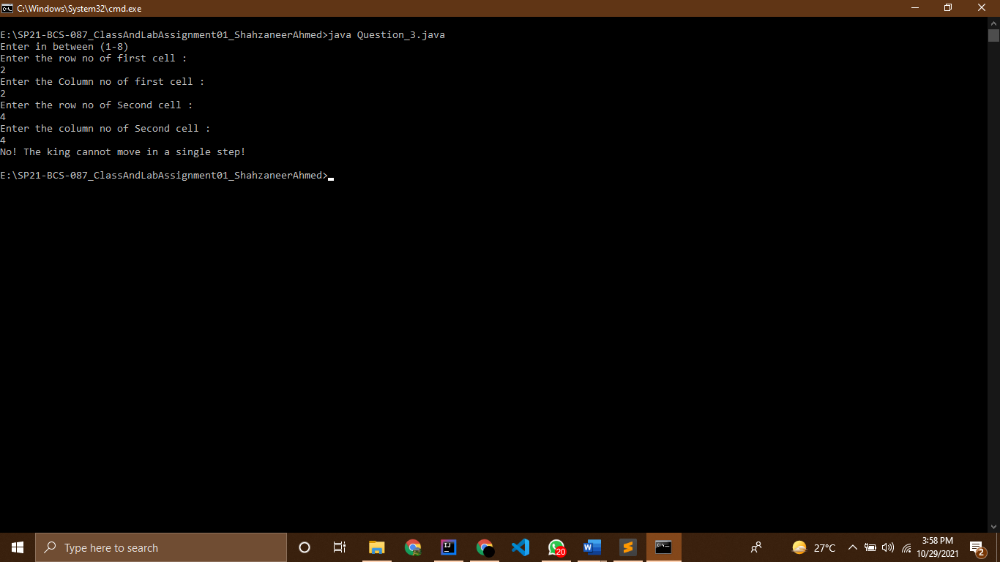 C:\Windows\System32\cmd.exe
E:\SP21-BCS-087_ClassAndLabAssignment01_ShahzaneerAhmed>java Question_3.java
Enter in between (1-8)
Enter the row no of first cell :
2
Enter the Column no of first cell :
2
Enter the row no of Second cell :
4
Enter the column no of Second cell :
4
No! The king cannot move in a single step!
E:\SP21-BCS-087_ClassAndLabAssignment01_ShahzaneerAhmed>
Type here to search
IJ
20
W
27°C
3:58 PM
10/29/2021
2